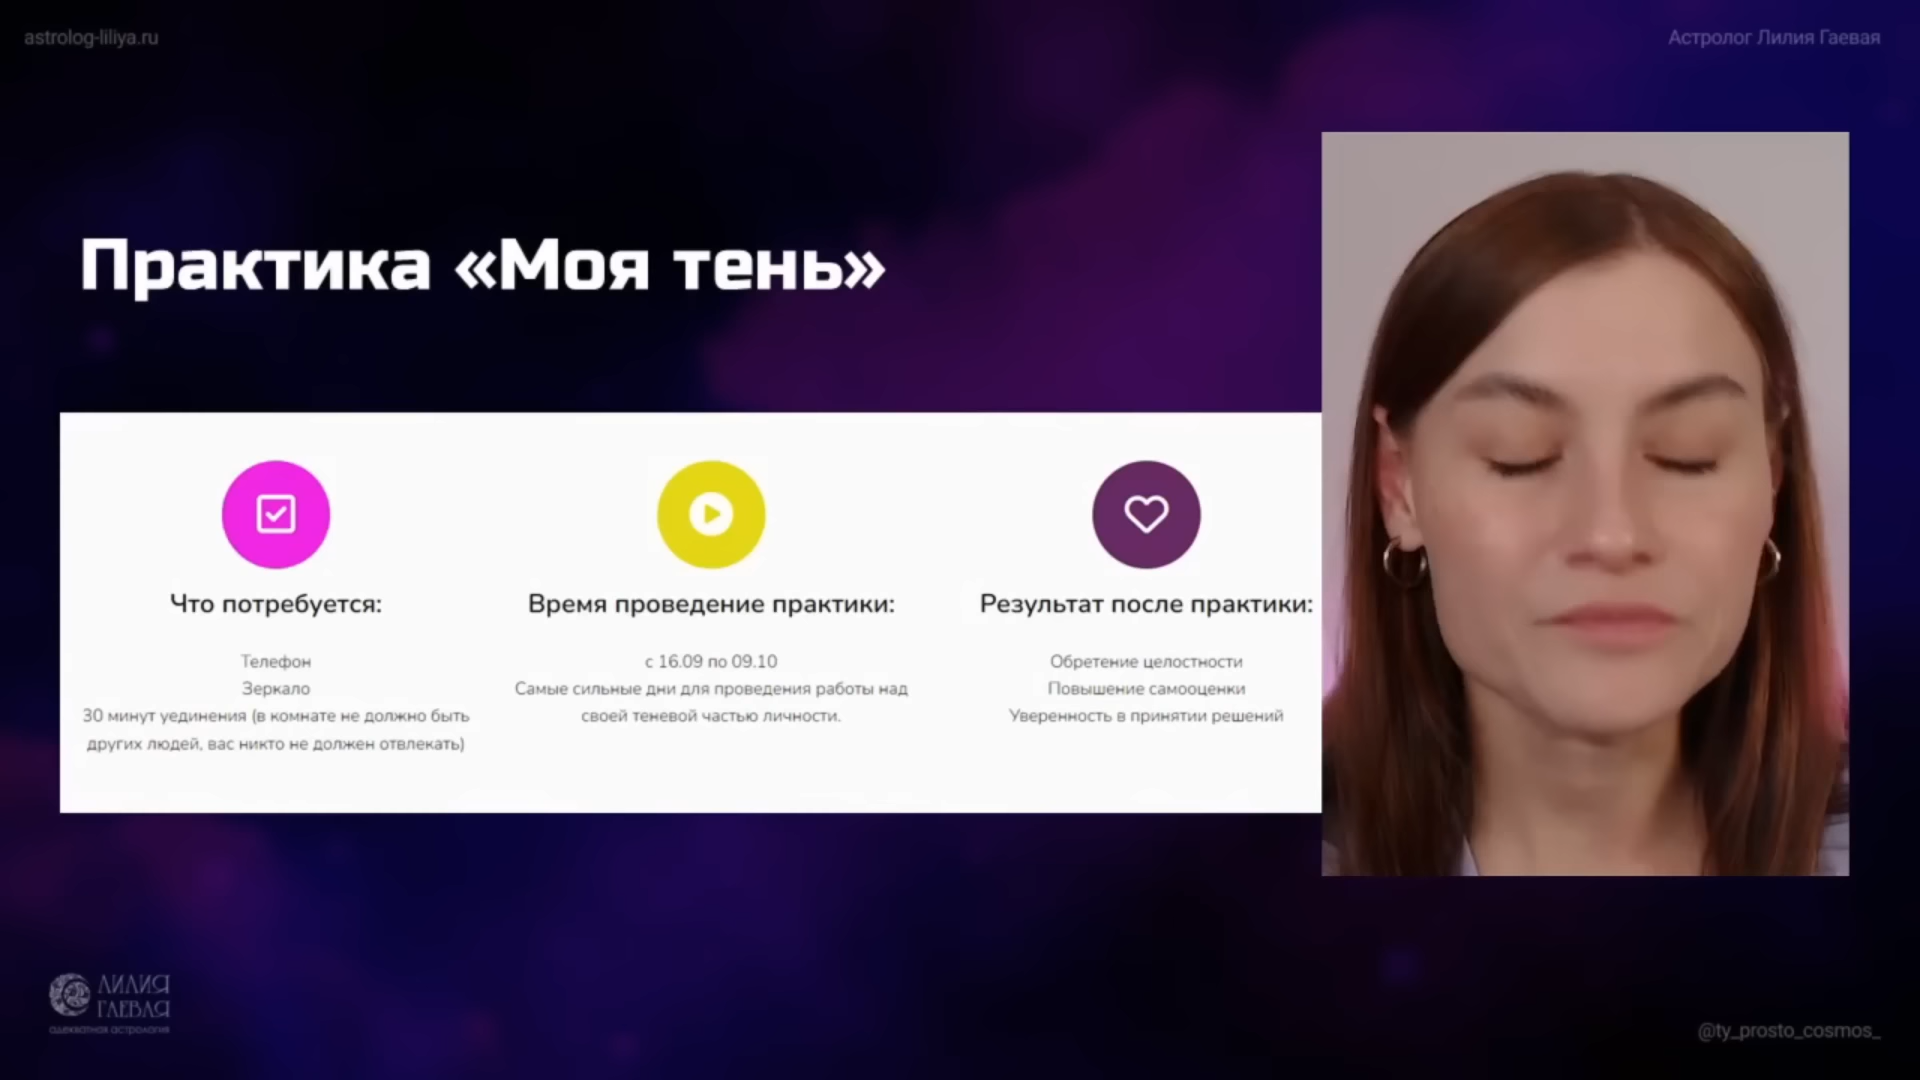 astrolog-liliya.ru
Астролог Лилия Гаевая
Практика «Моя тень»
Что потребуется:
Телефон
Зеркало
30 минут уединения (в комнате не должно быть
других людей, вас никто не должен отвлекать)
Время проведение практики:
с 16.09 по 09.10
Самые сильные дни для проведения работы над
своей теневой частью личности.
Результат после практики:
Обретение целостности
Повышение самооценки
Уверенность в принятии решений
ЛИЛИЯ
ГАЕВАЯ
адекватная астрология
@ty_prosto_cosmos_